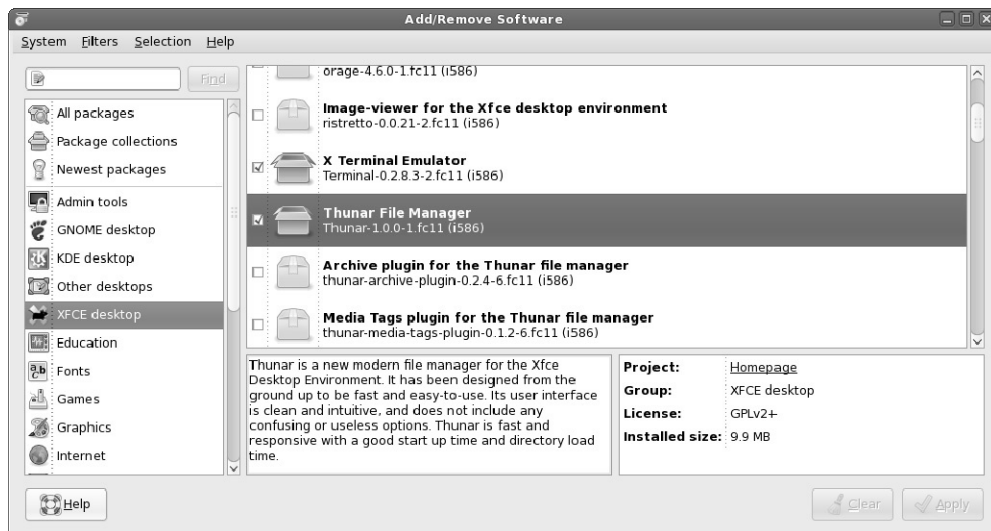 Add/Remove Software
System Filters Selection Help
Find
All packages
Package collections
Newest packages
Admin tools
GNOME desktop
KDE desktop
Other desktops
XFCE desktop
Education
Fonts
Games
Graphics
Internet
orage-4.6.0-1.fc11 (i586)
Image-viewer for the Xfce desktop environment
ristretto-0.0.21-2.fc11 (i586)
X Terminal Emulator
Terminal-0.2.8.3-2.fc11 (i586)
Thunar File Manager
Thunar-1.0.0-1.fc11 (i586)
Archive plugin for the Thunar file manager
thunar-archive-plugin-0.2.4-6.fc11 (i586)
Media Tags plugin for the Thunar file manager
thunar-media-tags-plugin-0.1.2-6.fc11 (i586)
Thunar is a new modern file manager for the Xfce
Desktop Environment. It has been designed from the
ground up to be fast and easy-to-use. Its user interface
is clean and intuitive, and does not include any
confusing or useless options. Thunar is fast and
responsive with a good start up time and directory load
time.
Project: Homepage
Group: XFCE desktop
License: GPLv2+
Installed size: 9.9 MB
Help
Clear
Apply